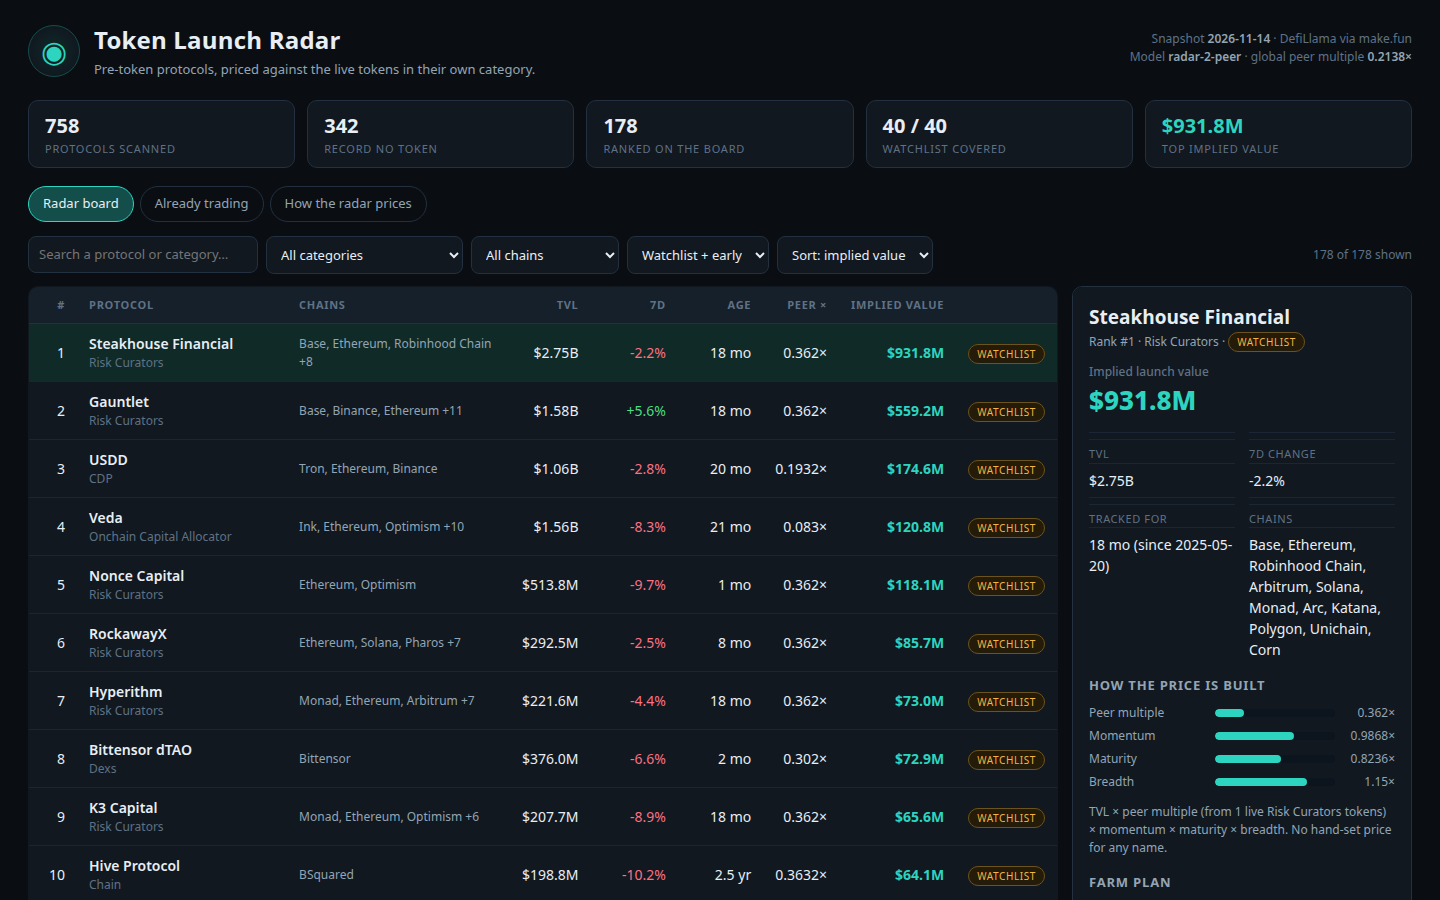 Token Launch Radar
Pre-token protocols, priced against the live tokens in their own category.
Snapshot 2026-11-14 · DefiLlama via make.fun
Model radar-2-peer · global peer multiple 0.2138×
758
PROTOCOLS SCANNED
342
RECORD NO TOKEN
178
RANKED ON THE BOARD
40 / 40
WATCHLIST COVERED
$931.8M
TOP IMPLIED VALUE
Radar board
Already trading
How the radar prices
Search a protocol or category...
All categories
All chains
Watchlist + early
Sort: implied value
178 of 178 shown
# PROTOCOL CHAINS TVL 7D AGE PEER × IMPLIED VALUE
1 Steakhouse Financial Base, Ethereum, Robinhood Chain +8 $2.75B -2.2% 18 mo 0.362× $931.8M WATCHLIST
Risk Curators
2 Gauntlet Base, Binance, Ethereum +11 $1.58B +5.6% 18 mo 0.362× $559.2M WATCHLIST
Risk Curators
3 USDD Tron, Ethereum, Binance $1.06B -2.8% 20 mo 0.1932× $174.6M WATCHLIST
CDP
4 Veda Ink, Ethereum, Optimism +10 $1.56B -8.3% 21 mo 0.083× $120.8M WATCHLIST
Onchain Capital Allocator
5 Nonce Capital Ethereum, Optimism $513.8M -9.7% 1 mo 0.362× $118.1M WATCHLIST
Risk Curators
6 RockawayX Ethereum, Solana, Pharos +7 $292.5M -2.5% 8 mo 0.362× $85.7M WATCHLIST
Risk Curators
7 Hyperithm Monad, Ethereum, Arbitrum +7 $221.6M -4.4% 18 mo 0.362× $73.0M WATCHLIST
Risk Curators
8 Bittensor dTAO Bittensor $376.0M -6.6% 2 mo 0.302× $72.9M WATCHLIST
Dexs
9 K3 Capital Monad, Ethereum, Optimism +6 $207.7M -8.9% 18 mo 0.362× $65.6M WATCHLIST
Risk Curators
10 Hive Protocol BSquared $198.8M -10.2% 2.5 yr 0.3632× $64.1M WATCHLIST
Chain
Steakhouse Financial
Rank #1 · Risk Curators · WATCHLIST
Implied launch value
$931.8M
TVL
$2.75B
7D CHANGE
-2.2%
TRACKED FOR
18 mo (since 2025-05-
20)
CHAINS
Base, Ethereum,
Robinhood Chain,
Arbitrum, Solana,
Monad, Arc, Katana,
Polygon, Unichain,
Corn
HOW THE PRICE IS BUILT
Peer multiple 0.362×
Momentum 0.9868×
Maturity 0.8236×
Breadth 1.15×
TVL × peer multiple (from 1 live Risk Curators tokens)
× momentum × maturity × breadth. No hand-set price
for any name.
FARM PLAN